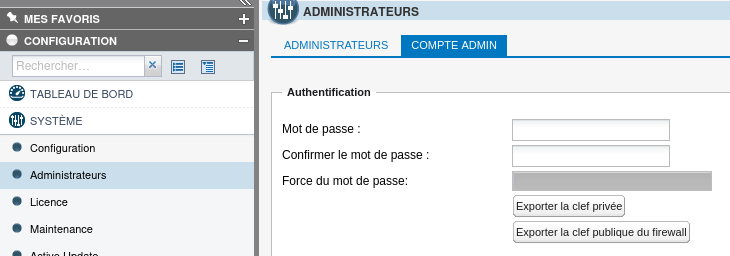 MES FAVORIS
CONFIGURATION
Rechercher…
TABLEAU DE BORD
SYSTÈME
Configuration
Administrateurs
Licence
Maintenance
Active Update
ADMINISTRATEURS
ADMINISTRATEURS COMPTE ADMIN
Authentification
Mot de passe :
Confirmer le mot de passe :
Force du mot de passe:
Exporter la clef privée
Exporter la clef publique du firewall